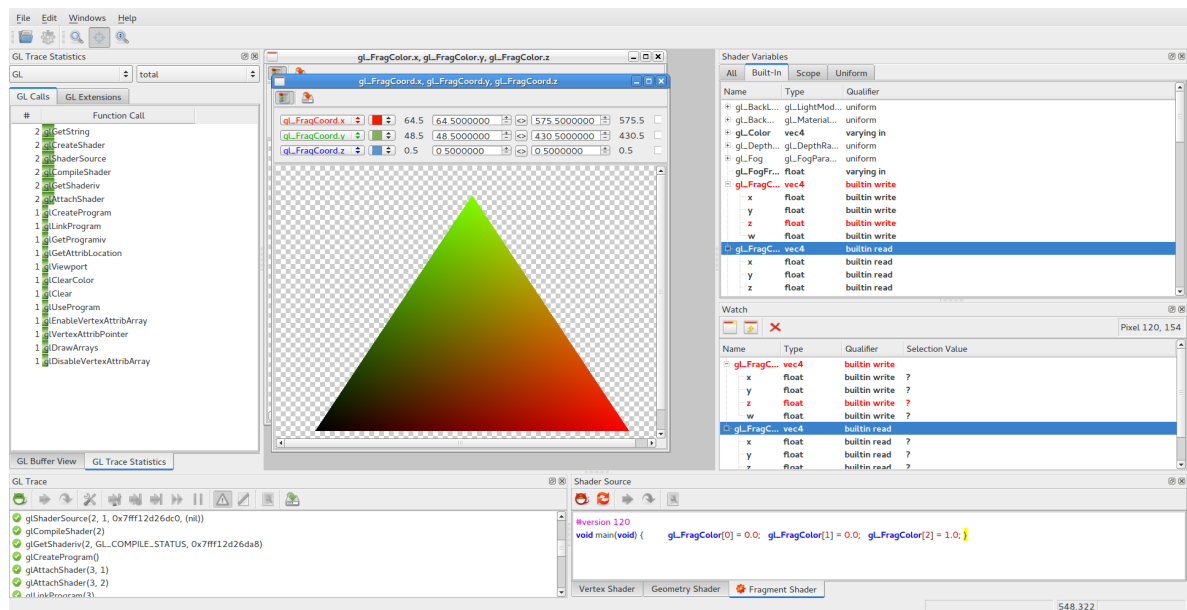 File Edit Windows Help
GL Trace Statistics
GL total
GL Calls GL Extensions
# Function Call
2 glGetString
2 glCreateShader
2 glShaderSource
2 glCompileShader
2 glGetShaderiv
2 glAttachShader
1 glCreateProgram
1 glLinkProgram
1 glGetProgramiv
1 glGetAttribLocation
1 glViewport
1 glClearColor
1 glClear
1 glUseProgram
1 glEnableVertexAttribArray
1 glVertexAttribPointer
1 glDrawArrays
1 glDisableVertexAttribArray
GL Buffer View GL Trace Statistics
gl_FragColor.x, gl_FragColor.y, gl_FragColor.z
gl_FragCoord.x, gl_FragCoord.y, gl_FragCoord.z
gl_FragCoord.x 64.5 64.5000000 <> 575.5000000 575.5
gl_FragCoord.y 48.5 48.5000000 <> 430.5000000 430.5
gl_FragCoord.z 0.5 0.5000000 <> 0.5000000 0.5
Shader Variables
All Built-In Scope Uniform
Name Type Qualifier
gl_BackL... gl_LightMod... uniform
gl_Back... gl_Material... uniform
gl_Color vec4 varying in
gl_Depth... gl_DepthRa... uniform
gl_Fog gl_FogPara... uniform
gl_FogFr... float varying in
gl_FragC... vec4 builtin write
x float builtin write
y float builtin write
z float builtin write
w float builtin write
gl_FragC... vec4 builtin read
x float builtin read
y float builtin read
z float builtin read
Watch
Pixel 120, 154
Name Type Qualifier Selection Value
gl_FragC... vec4 builtin write
x float builtin write ?
y float builtin write ?
z float builtin write ?
w float builtin write ?
gl_FragC... vec4 builtin read
x float builtin read ?
y float builtin read ?
z float builtin read ?
GL Trace
glShaderSource(2, 1, 0x7fff12d26dc0, (nil))
glCompileShader(2)
glGetShaderiv(2, GL_COMPILE_STATUS, 0x7fff12d26da8)
glCreateProgram()
glAttachShader(3, 1)
glAttachShader(3, 2)
glLinkProgram(3)
Shader Source
#version 120
void main(void) { gl_FragColor[0] = 0.0; gl_FragColor[1] = 0.0; gl_FragColor[2] = 1.0; }
Vertex Shader Geometry Shader Fragment Shader
548,322